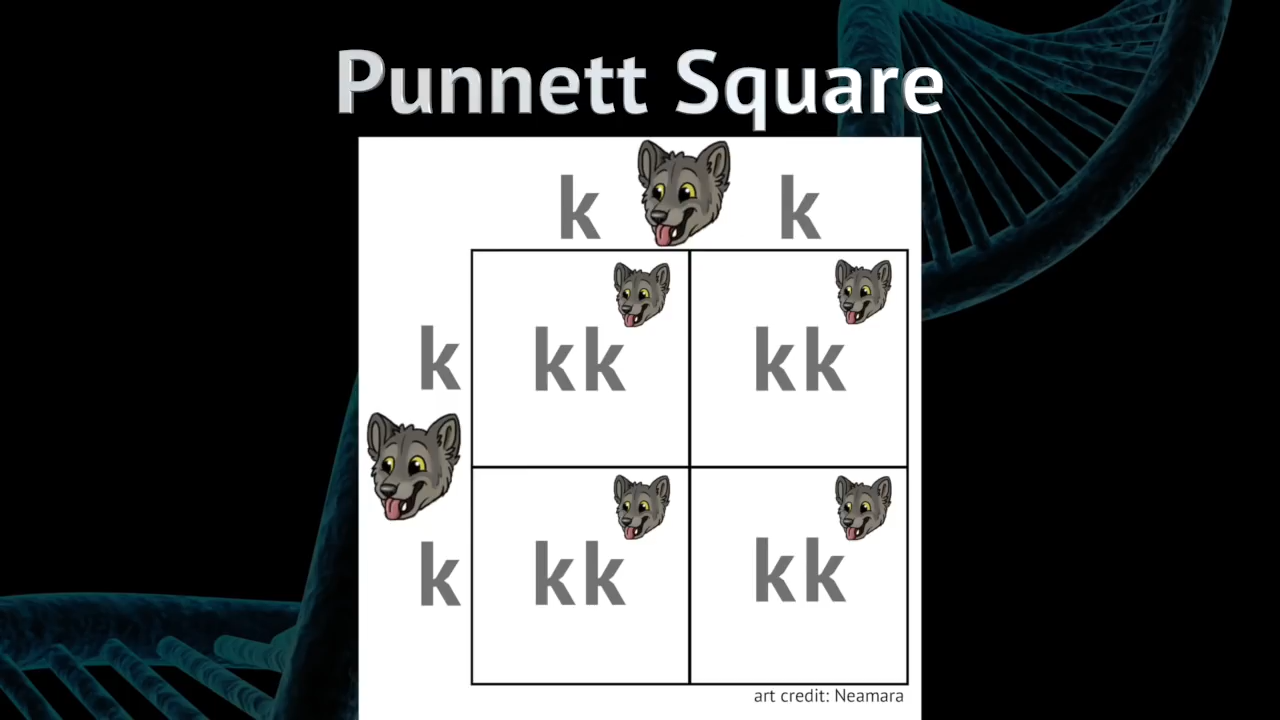 Punnett Square
k k
k kk kk
k kk kk
art credit: Neamara